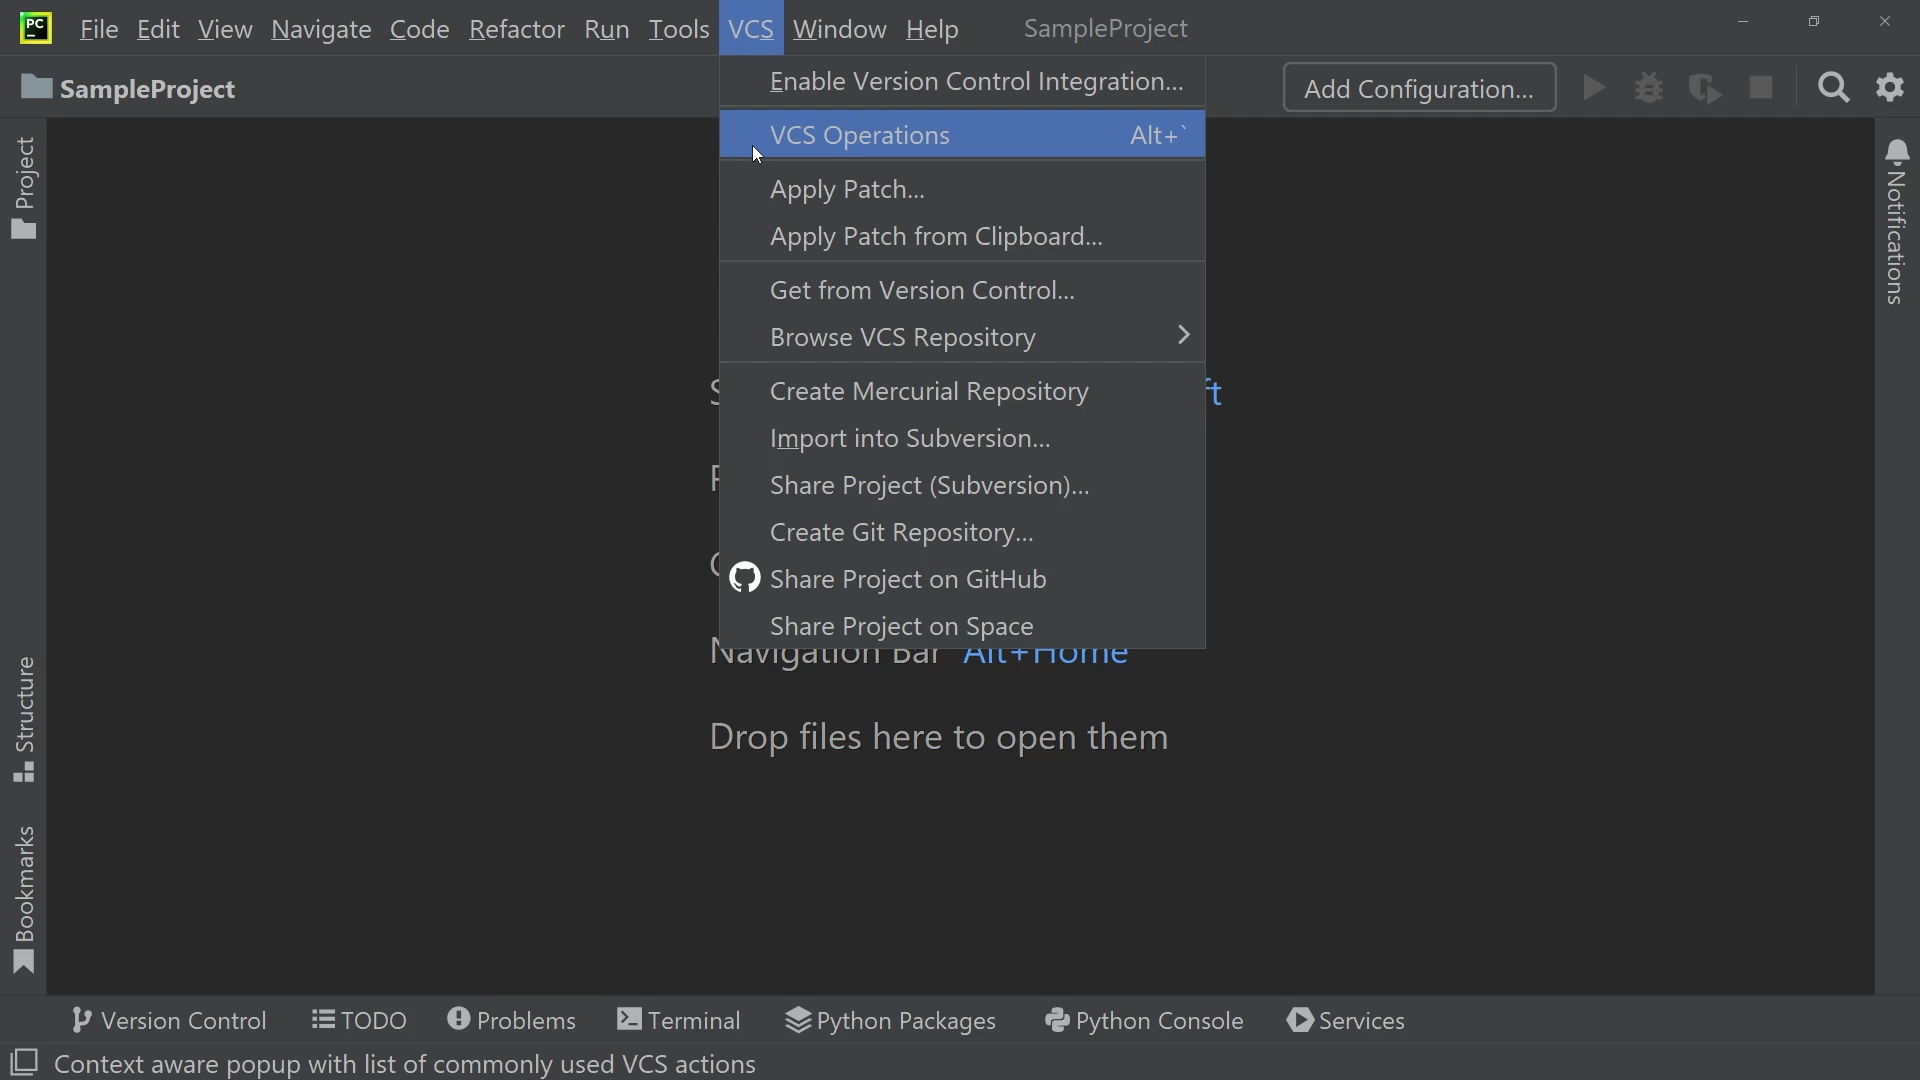 PC
File Edit View Navigate Code Refactor Run Tools VCS Window Help SampleProject
SampleProject
Add Configuration...
Enable Version Control Integration...
VCS Operations Alt+`
Apply Patch...
Apply Patch from Clipboard...
Get from Version Control...
Browse VCS Repository
Create Mercurial Repository
Import into Subversion...
Share Project (Subversion)...
Create Git Repository...
Share Project on GitHub
Share Project on Space
Navigation Bar Alt+Home
Drop files here to open them
Project
Structure
Bookmarks
Notifications
Version Control TODO Problems Terminal Python Packages Python Console Services
Context aware popup with list of commonly used VCS actions